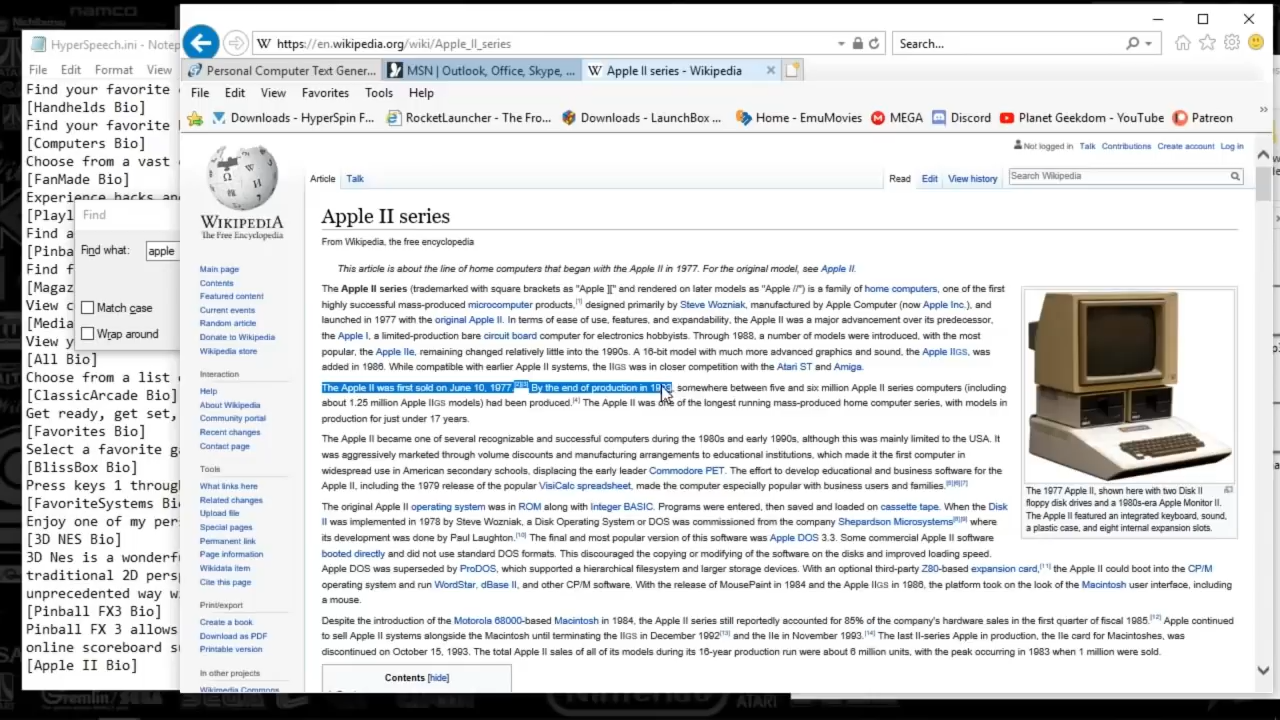 HyperSpeech.ini - Notep
File Edit Format View
Find your favorite
[Handhelds Bio]
Find your favorite
[Computers Bio]
Choose from a vast
[FanMade Bio]
Experience hacks an
[Playl
Find a
[Pinba
Find f
[Magaz
View c
[Media
View y
[All Bio]
Choose from a list
[ClassicArcade Bio]
Get ready, get set,
[Favorites Bio]
Select a favorite g
[BlissBox Bio]
Press keys 1 through
[FavoriteSystems Bio
Enjoy one of my per
[3D NES Bio]
3D Nes is a wonderf
traditional 2D persp
unprecedented way wi
[Pinball FX3 Bio]
Pinball FX 3 allows
online scoreboard su
[Apple II Bio]
Find
Find what: apple
Match case
Wrap around
https://en.wikipedia.org/wiki/Apple_II_series
Search...
Personal Computer Text Gener...
MSN | Outlook, Office, Skype, ...
Apple II series - Wikipedia
File Edit View Favorites Tools Help
Downloads - HyperSpin F... RocketLauncher - The Fro... Downloads - LaunchBox ... Home - EmuMovies MEGA Discord Planet Geekdom - YouTube Patreon
Not logged in Talk Contributions Create account Log in
Article Talk Read Edit View history Search Wikipedia
WIKIPEDIA
The Free Encyclopedia
Main page
Contents
Featured content
Current events
Random article
Donate to Wikipedia
Wikipedia store
Interaction
Help
About Wikipedia
Community portal
Recent changes
Contact page
Tools
What links here
Related changes
Upload file
Special pages
Permanent link
Page information
Wikidata item
Cite this page
Print/export
Create a book
Download as PDF
Printable version
In other projects
Wikimedia Commons
Apple II series
From Wikipedia, the free encyclopedia
This article is about the line of home computers that began with the Apple II in 1977. For the original model, see Apple II.
The Apple II series (trademarked with square brackets as "Apple ][" and rendered on later models as "Apple //") is a family of home computers, one of the first
highly successful mass-produced microcomputer products,[1] designed primarily by Steve Wozniak, manufactured by Apple Computer (now Apple Inc.), and
launched in 1977 with the original Apple II. In terms of ease of use, features, and expandability, the Apple II was a major advancement over its predecessor,
the Apple I, a limited-production bare circuit board computer for electronics hobbyists. Through 1988, a number of models were introduced, with the most
popular, the Apple IIe, remaining changed relatively little into the 1990s. A 16-bit model with much more advanced graphics and sound, the Apple IIGS, was
added in 1986. While compatible with earlier Apple II systems, the IIGS was in closer competition with the Atari ST and Amiga.
The Apple II was first sold on June 10, 1977.[2][3] By the end of production in 1993, somewhere between five and six million Apple II series computers (including
about 1.25 million Apple IIGS models) had been produced.[4] The Apple II was one of the longest running mass-produced home computer series, with models in
production for just under 17 years.
The Apple II became one of several recognizable and successful computers during the 1980s and early 1990s, although this was mainly limited to the USA. It
was aggressively marketed through volume discounts and manufacturing arrangements to educational institutions, which made it the first computer in
widespread use in American secondary schools, displacing the early leader Commodore PET. The effort to develop educational and business software for the
Apple II, including the 1979 release of the popular VisiCalc spreadsheet, made the computer especially popular with business users and families.[5][6][7]
The original Apple II operating system was in ROM along with Integer BASIC. Programs were entered, then saved and loaded on cassette tape. When the Disk
II was implemented in 1978 by Steve Wozniak, a Disk Operating System or DOS was commissioned from the company Shepardson Microsystems[8][9] where
its development was done by Paul Laughton.[10] The final and most popular version of this software was Apple DOS 3.3. Some commercial Apple II software
booted directly and did not use standard DOS formats. This discouraged the copying or modifying of the software on the disks and improved loading speed.
Apple DOS was superseded by ProDOS, which supported a hierarchical filesystem and larger storage devices. With an optional third-party Z80-based expansion card,[11] the Apple II could boot into the CP/M
operating system and run WordStar, dBase II, and other CP/M software. With the release of MousePaint in 1984 and the Apple IIGS in 1986, the platform took on the look of the Macintosh user interface, including
a mouse.
Despite the introduction of the Motorola 68000-based Macintosh in 1984, the Apple II series still reportedly accounted for 85% of the company's hardware sales in the first quarter of fiscal 1985.[12] Apple continued
to sell Apple II systems alongside the Macintosh until terminating the IIGS in December 1992[13] and the IIe in November 1993.[14] The last II-series Apple in production, the IIe card for Macintoshes, was
discontinued on October 15, 1993. The total Apple II sales of all of its models during its 16-year production run were about 6 million units, with the peak occurring in 1983 when 1 million were sold.
Contents [hide]
The 1977 Apple II, shown here with two Disk II
floppy disk drives and a 1980s-era Apple Monitor II.
The Apple II featured an integrated keyboard, sound,
a plastic case, and eight internal expansion slots.
namco
Nichibutsu
Gremlin
ATARI